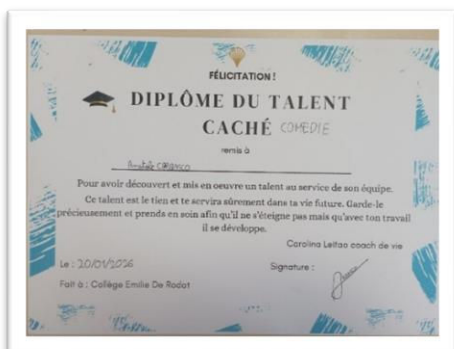 FÉLICITATION !
DIPLÔME DU TALENT
CACHÉ COMEDIE
remis à
Pour avoir découvert et mis en oeuvre un talent au service de son équipe.
Ce talent est le tien et te servira sûrement dans ta vie future. Garde-le
précieusement et prends en soin afin qu'il ne s'éteigne pas mais qu'avec ton travail
il se développe.
Carolina Leitao coach de vie
Le : 20/01/2026
Signature :
Fait à : Collège Emilie De Rodat